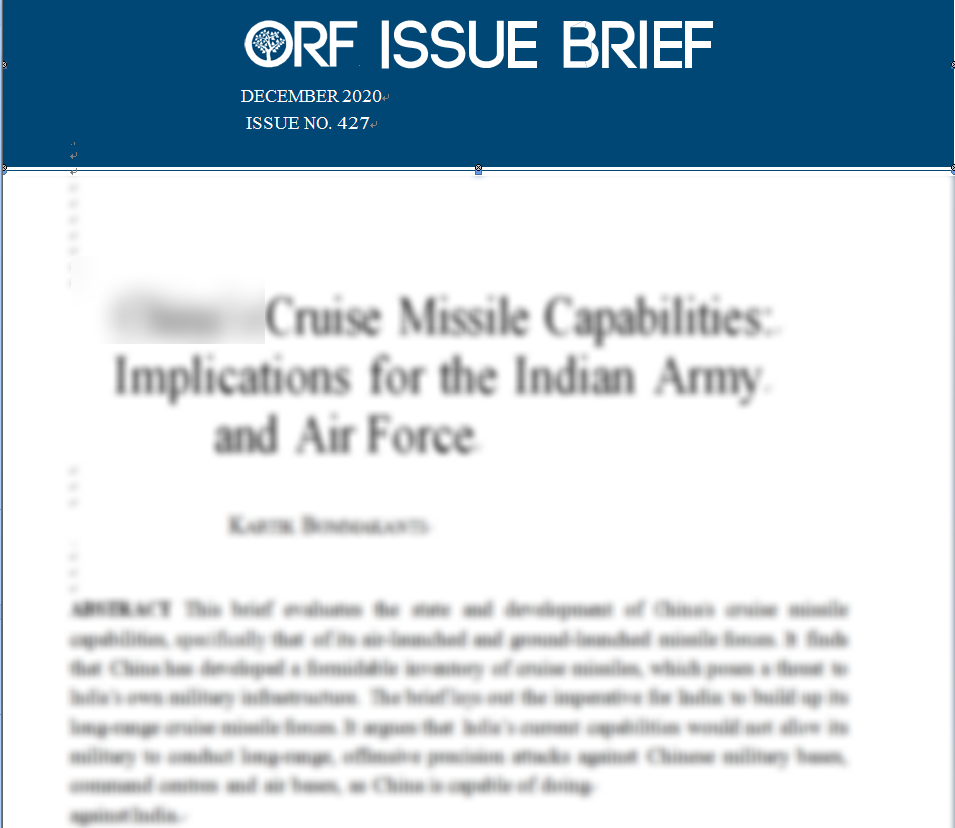 ORF ISSUE BRIEF
DECEMBER 2020
ISSUE NO. 427
Cruise Missile Capabilities:
Implications for the Indian Army
and Air Force
ABSTRACT This brief evaluates the state and development of China's cruise missile
capabilities, specifically that of its air-launched and ground-launched missile forces. It finds
that China has developed a formidable inventory of cruise missiles, which poses a threat to
India's own military infrastructure. The brief lays out the imperative for India to build up its
long-range cruise missile forces. It argues that India's current capabilities would not allow its
military to conduct long-range, offensive precision attacks against Chinese military bases,
command centres and air bases, as China is capable of doing
against India.